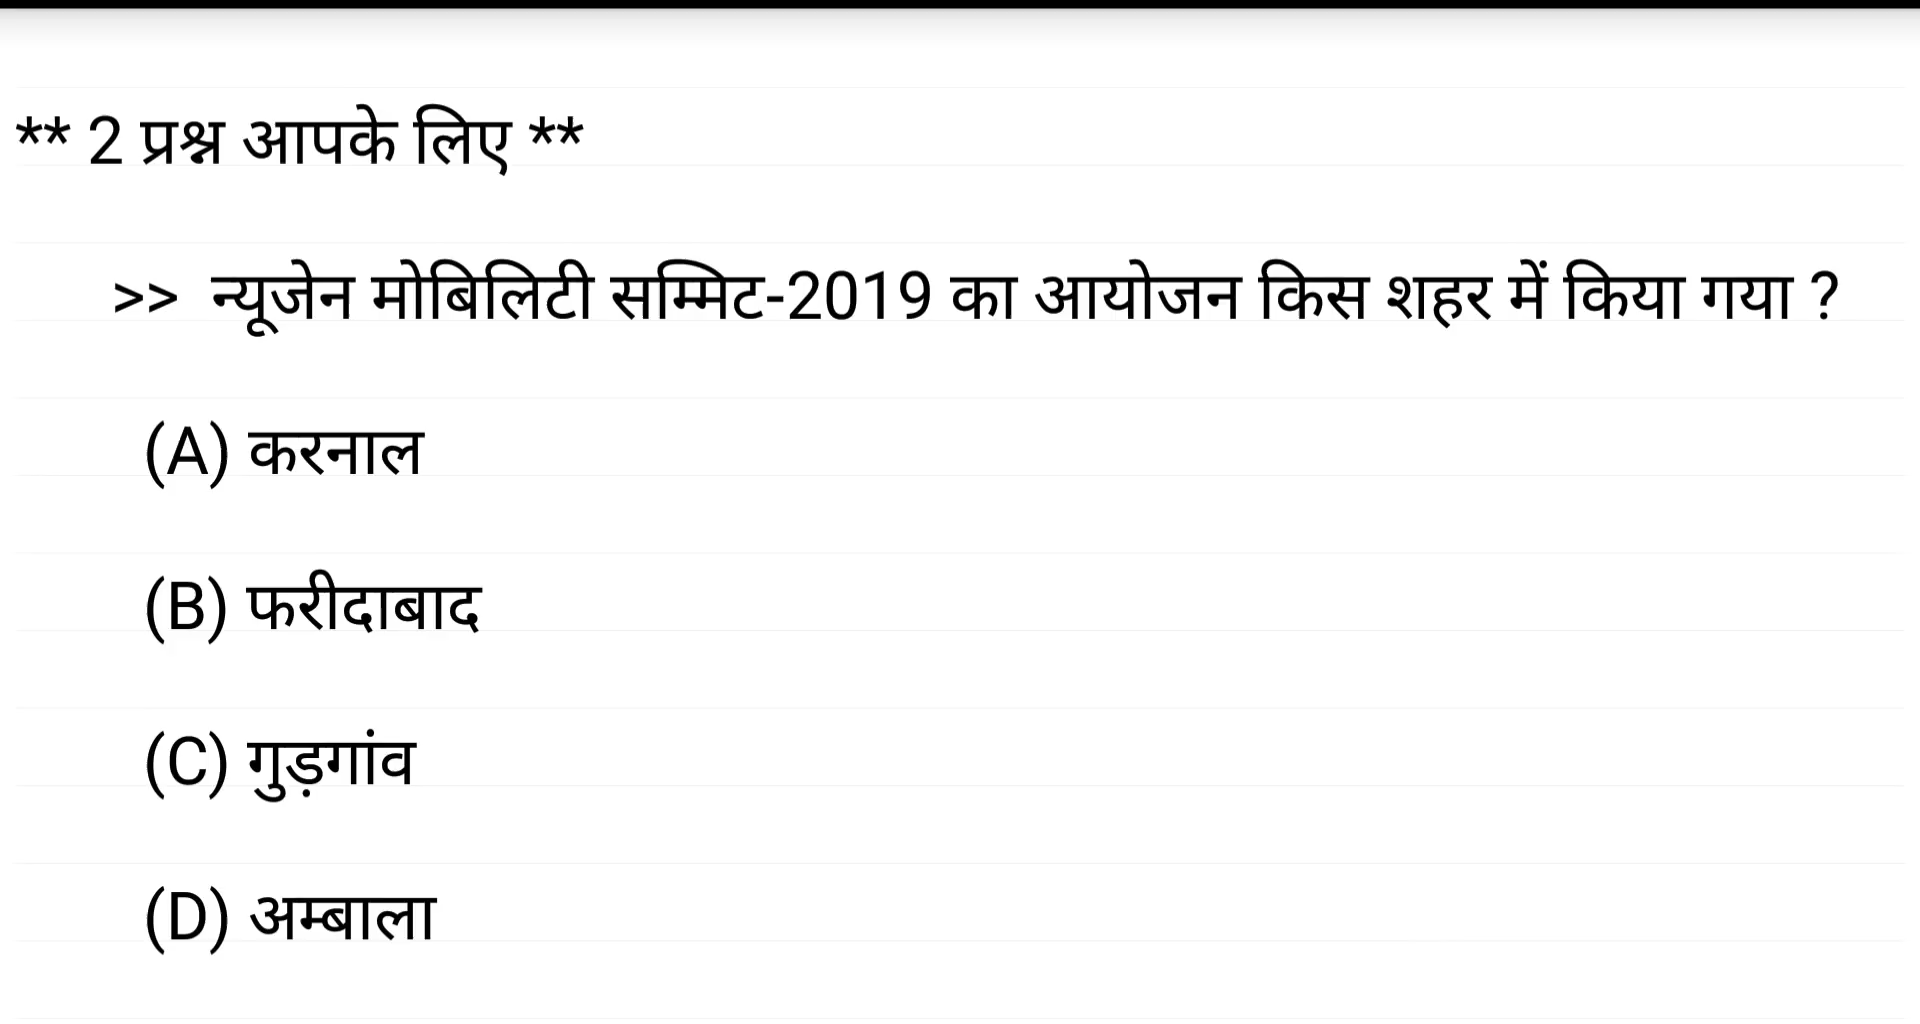 ** 2 प्रश्न आपके लिए **
>> न्यूजेन मोबिलिटी सम्मिट-2019 का आयोजन किस शहर में किया गया ?
(A) करनाल
(B) फरीदाबाद
(C) गुड़गांव
(D) अम्बाला